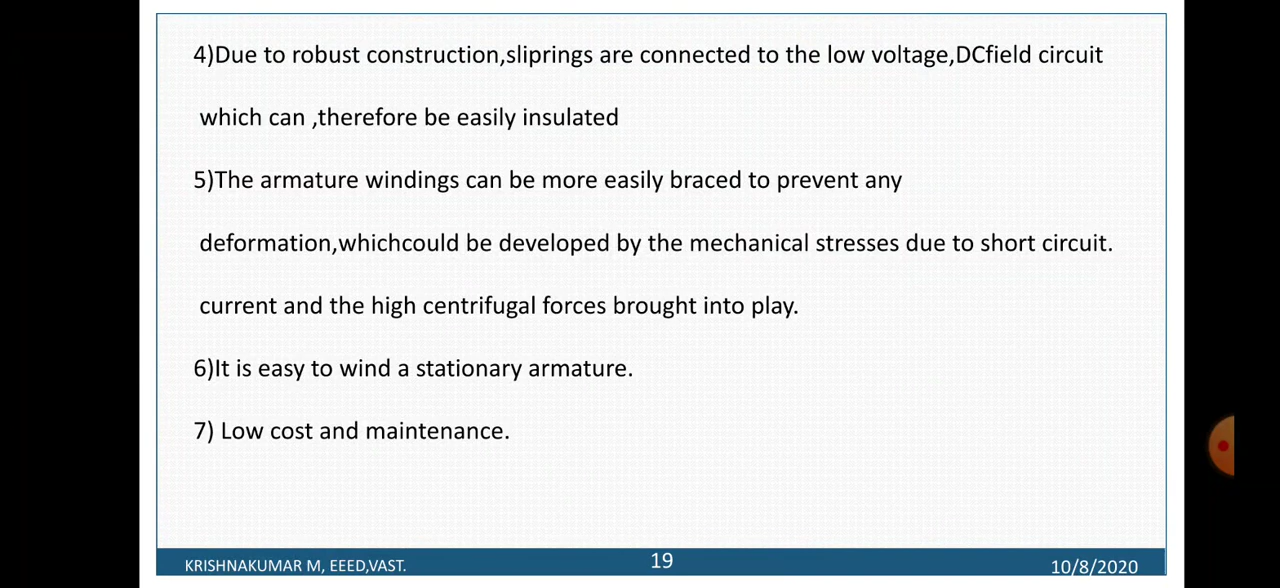 4)Due to robust construction,sliprings are connected to the low voltage,DCfield circuit
which can ,therefore be easily insulated
5)The armature windings can be more easily braced to prevent any
deformation,whichcould be developed by the mechanical stresses due to short circuit.
current and the high centrifugal forces brought into play.
6)It is easy to wind a stationary armature.
7) Low cost and maintenance.
KRISHNAKUMAR M, EEED,VAST.
19
10/8/2020